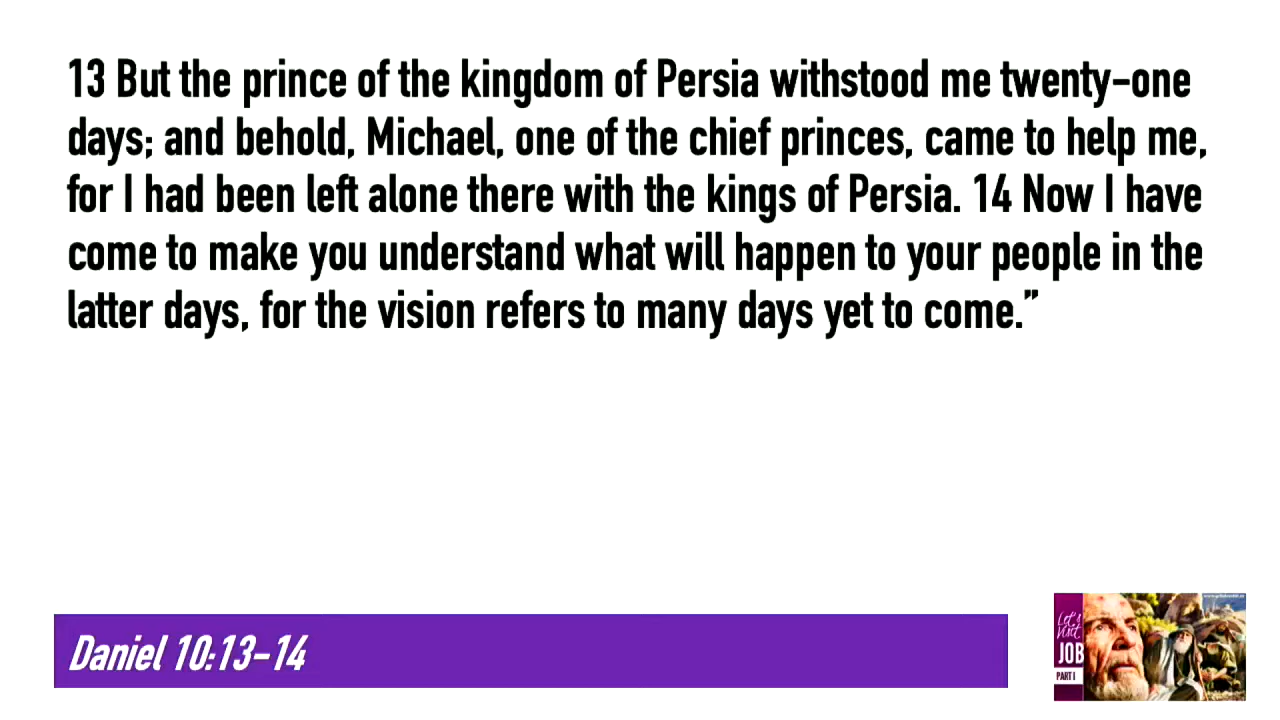 13 But the prince of the kingdom of Persia withstood me twenty-one
days; and behold, Michael, one of the chief princes, came to help me,
for I had been left alone there with the kings of Persia. 14 Now I have
come to make you understand what will happen to your people in the
latter days, for the vision refers to many days yet to come.”
Daniel 10:13-14
Let's
Visit
JOB
PART I